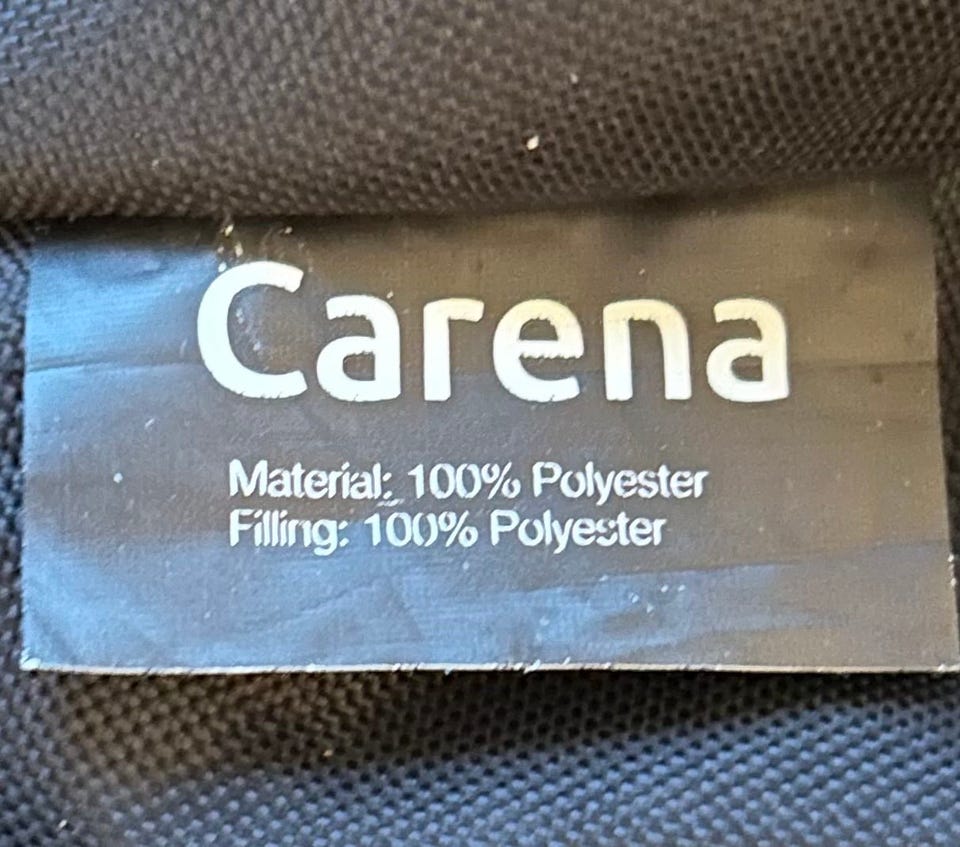 Carena
Material: 100% Polyester
Filling: 100% Polyester